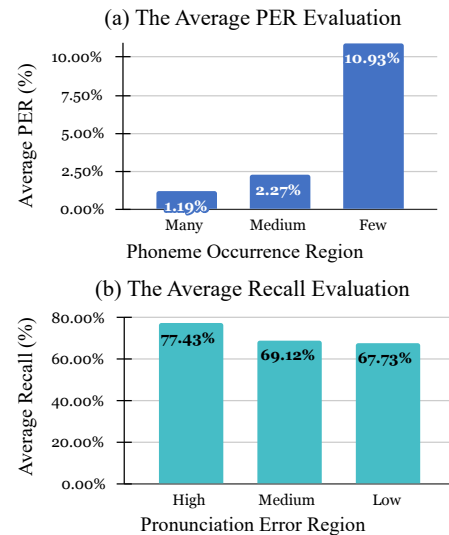 (a) The Average PER Evaluation
Average PER (%)
10.00%
7.50%
5.00%
2.50%
0.00%
1.19%
2.27%
10.93%
Many Medium Few
Phoneme Occurrence Region
(b) The Average Recall Evaluation
Average Recall (%)
80.00%
60.00%
40.00%
20.00%
0.00%
77.43%
69.12%
67.73%
High Medium Low
Pronunciation Error Region